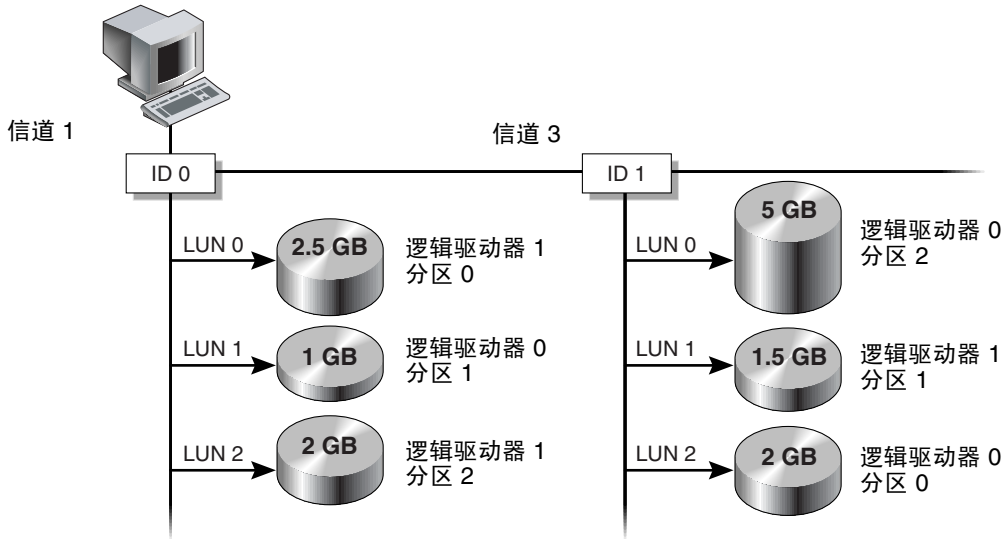 信道 1
信道 3
ID 0
ID 1
LUN 0
2.5 GB
逻辑驱动器 1
分区 0
LUN 1
1 GB
逻辑驱动器 0
分区 1
LUN 2
2 GB
逻辑驱动器 1
分区 2
LUN 0
5 GB
逻辑驱动器 0
分区 2
LUN 1
1.5 GB
逻辑驱动器 1
分区 1
LUN 2
2 GB
逻辑驱动器 0
分区 0